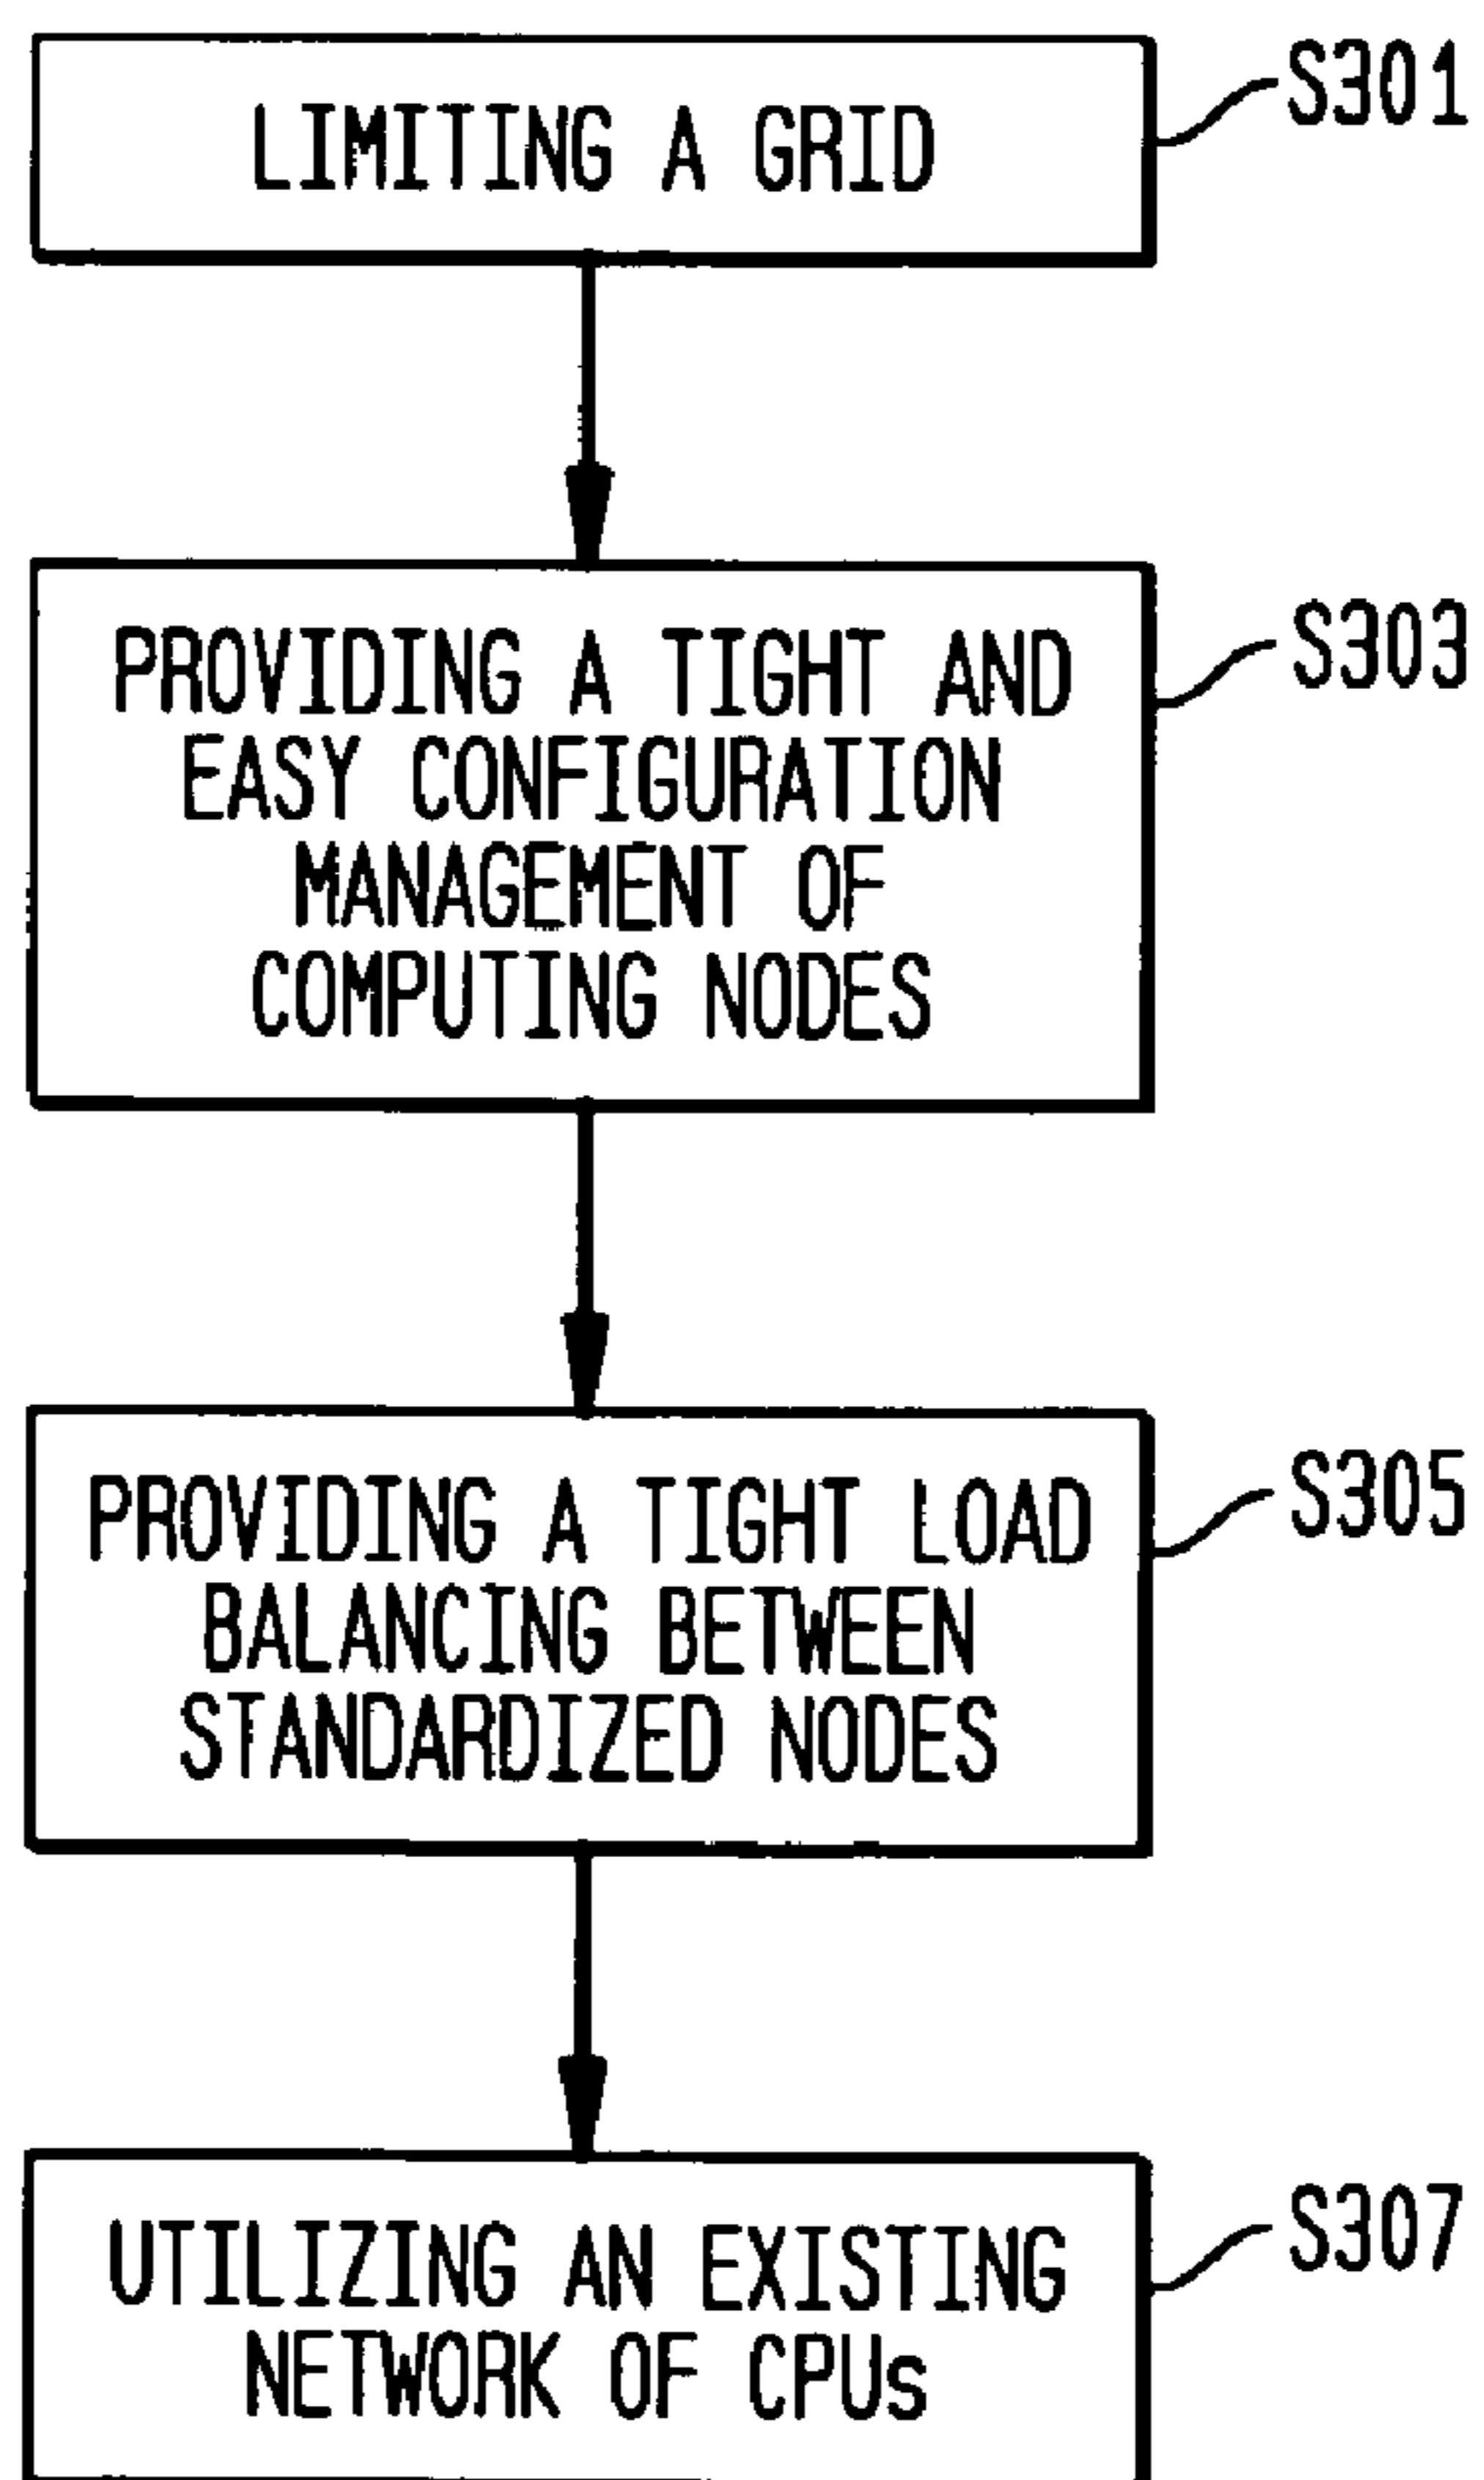 LIMITING A GRID
S301
PROVIDING A TIGHT AND
EASY CONFIGURATION
MANAGEMENT OF
COMPUTING NODES
S303
PROVIDING A TIGHT LOAD
BALANCING BETWEEN
STANDARDIZED NODES
S305
UTILIZING AN EXISTING
NETWORK OF CPUs
S307